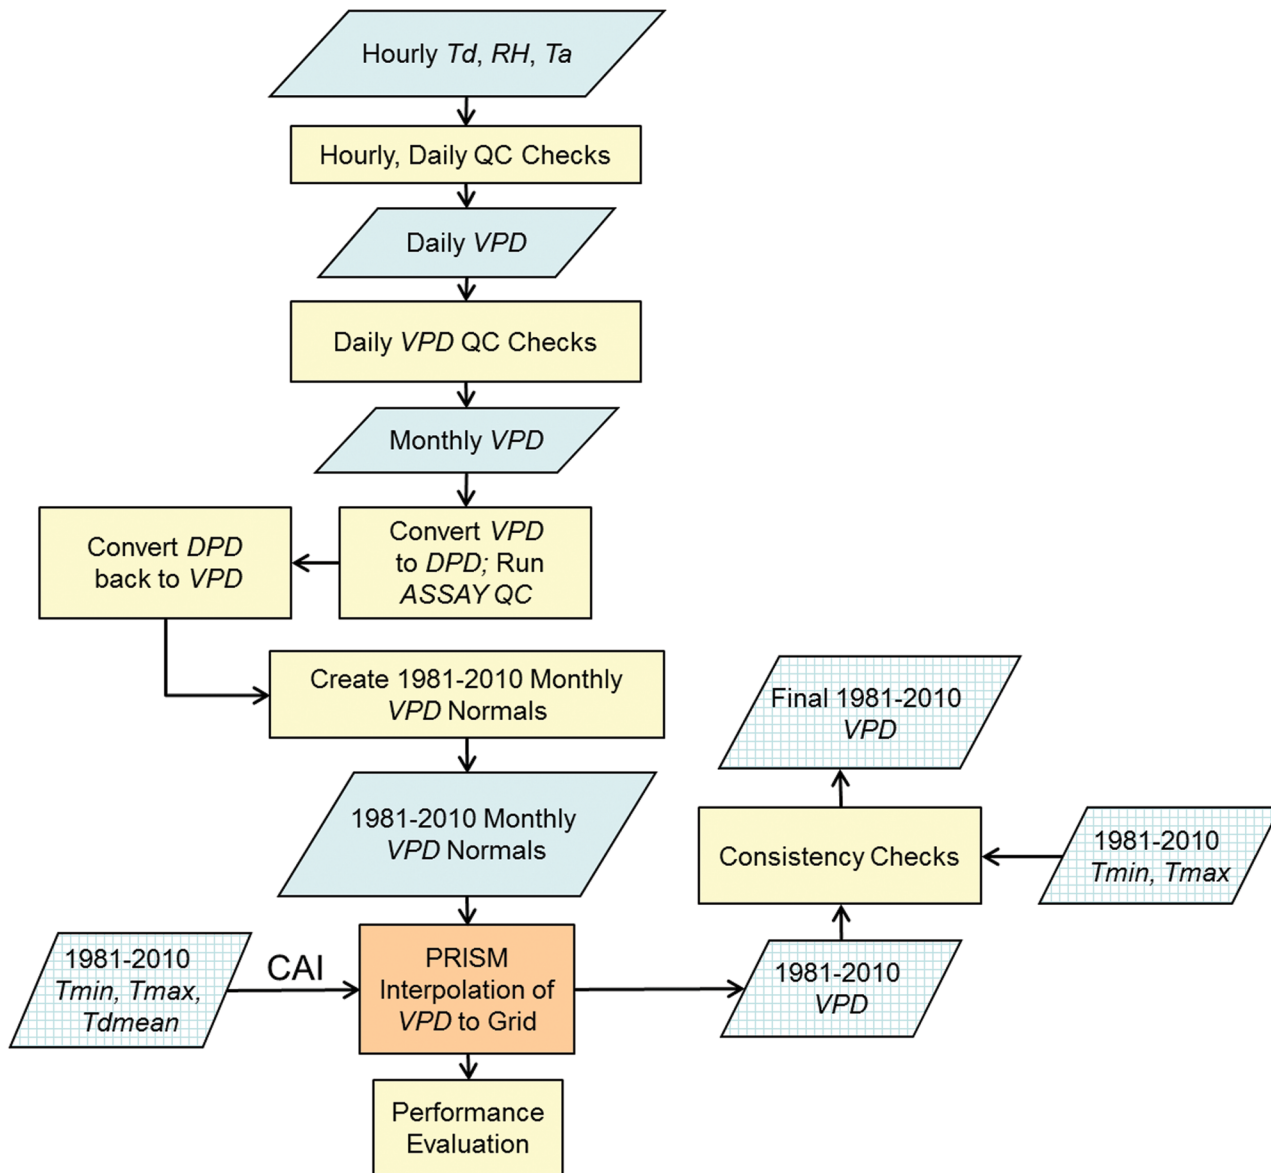 Hourly Td, RH, Ta
Hourly, Daily QC Checks
Daily VPD
Daily VPD QC Checks
Monthly VPD
Convert VPD
to DPD; Run
ASSAY QC
Convert DPD
back to VPD
Create 1981-2010 Monthly
VPD Normals
1981-2010 Monthly
VPD Normals
1981-2010
Tmin, Tmax,
Tdmean
CAI
PRISM
Interpolation of
VPD to Grid
Performance
Evaluation
1981-2010
VPD
Consistency Checks
1981-2010
Tmin, Tmax
Final 1981-2010
VPD